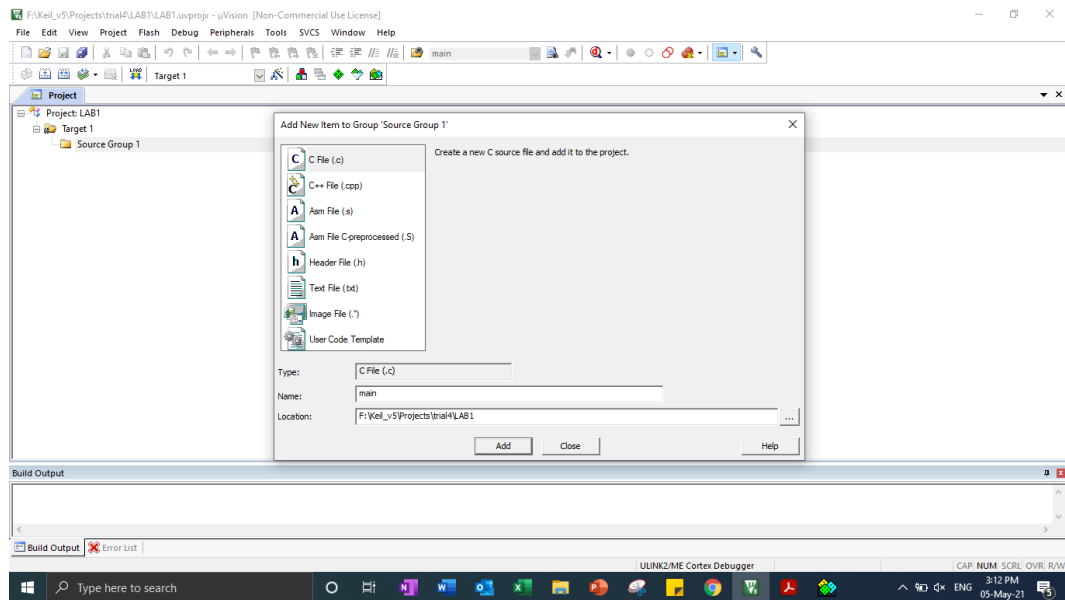 F:\Keil_v5\Projects\trial4\LAB1\LAB1.uvprojx - µVision [Non-Commercial Use License]
File Edit View Project Flash Debug Peripherals Tools SVCS Window Help
main
LOAD Target 1
Project
Project: LAB1
Target 1
Source Group 1
Add New Item to Group 'Source Group 1'
C C File (.c)
Create a new C source file and add it to the project.
C C++ File (.cpp)
A Asm File (.s)
A Asm File C-preprocessed (.S)
h Header File (.h)
Text File (.txt)
Image File (.*)
User Code Template
Type: C File (.c)
Name: main
Location: F:\Keil_v5\Projects\trial4\LAB1 ...
Add Close Help
Build Output
Build Output Error List
ULINK2/ME Cortex Debugger CAP NUM SCRL OVR R/W
Type here to search
ENG
3:12 PM
05-May-21
5